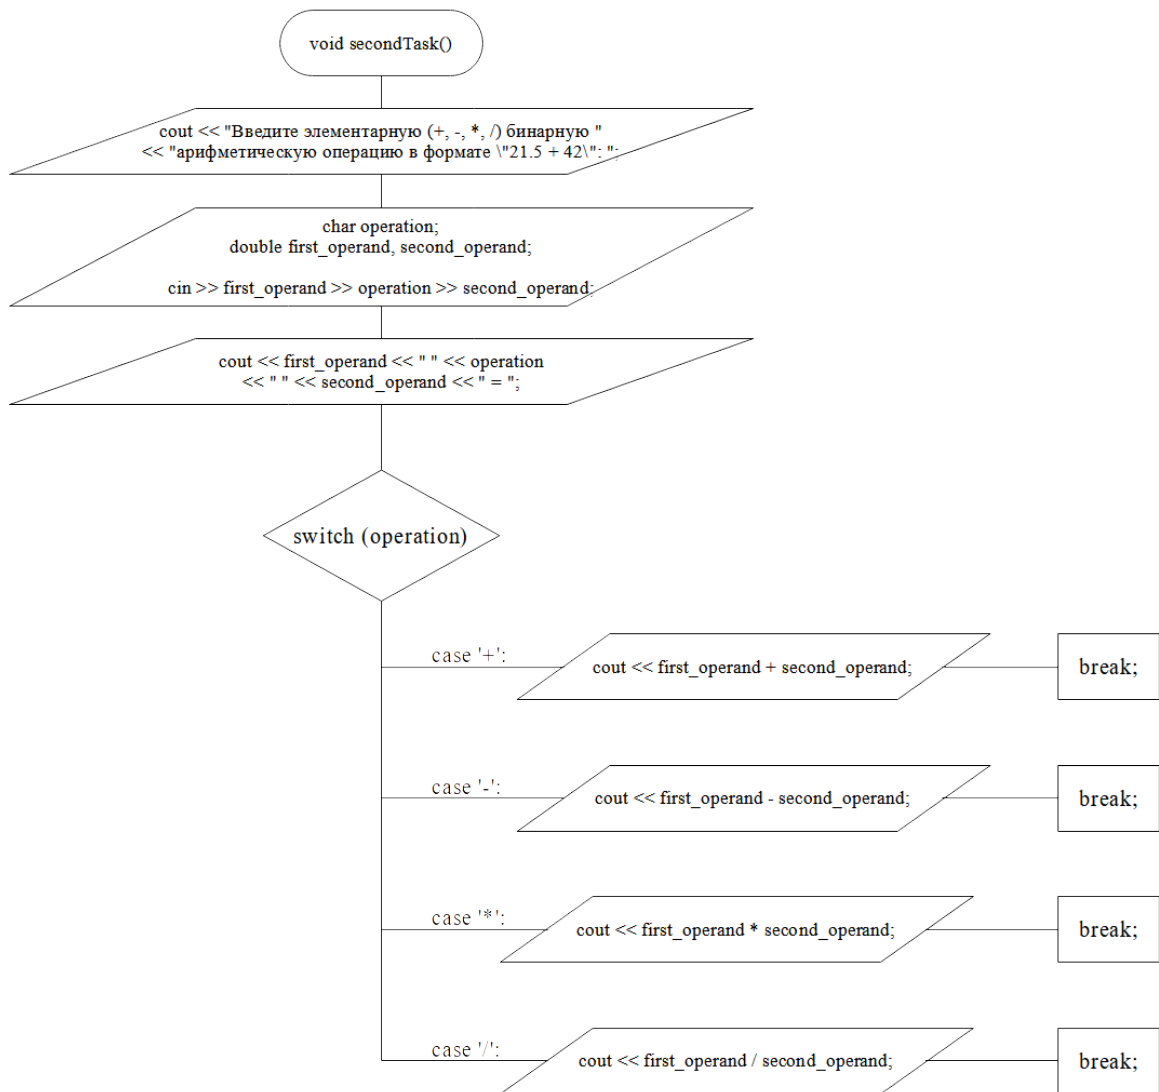 void secondTask()
cout << "Введите элементарную (+, -, *, /) бинарную "
<< "арифметическую операцию в формате \"21.5 + 42\": ";
char operation;
double first_operand, second_operand;
cin >> first_operand >> operation >> second_operand;
cout << first_operand << " " << operation
<< " " << second_operand << " = ";
switch (operation)
case '+':
cout << first_operand + second_operand;
break;
case '-':
cout << first_operand - second_operand;
break;
case '*':
cout << first_operand * second_operand;
break;
case '/':
cout << first_operand / second_operand;
break;